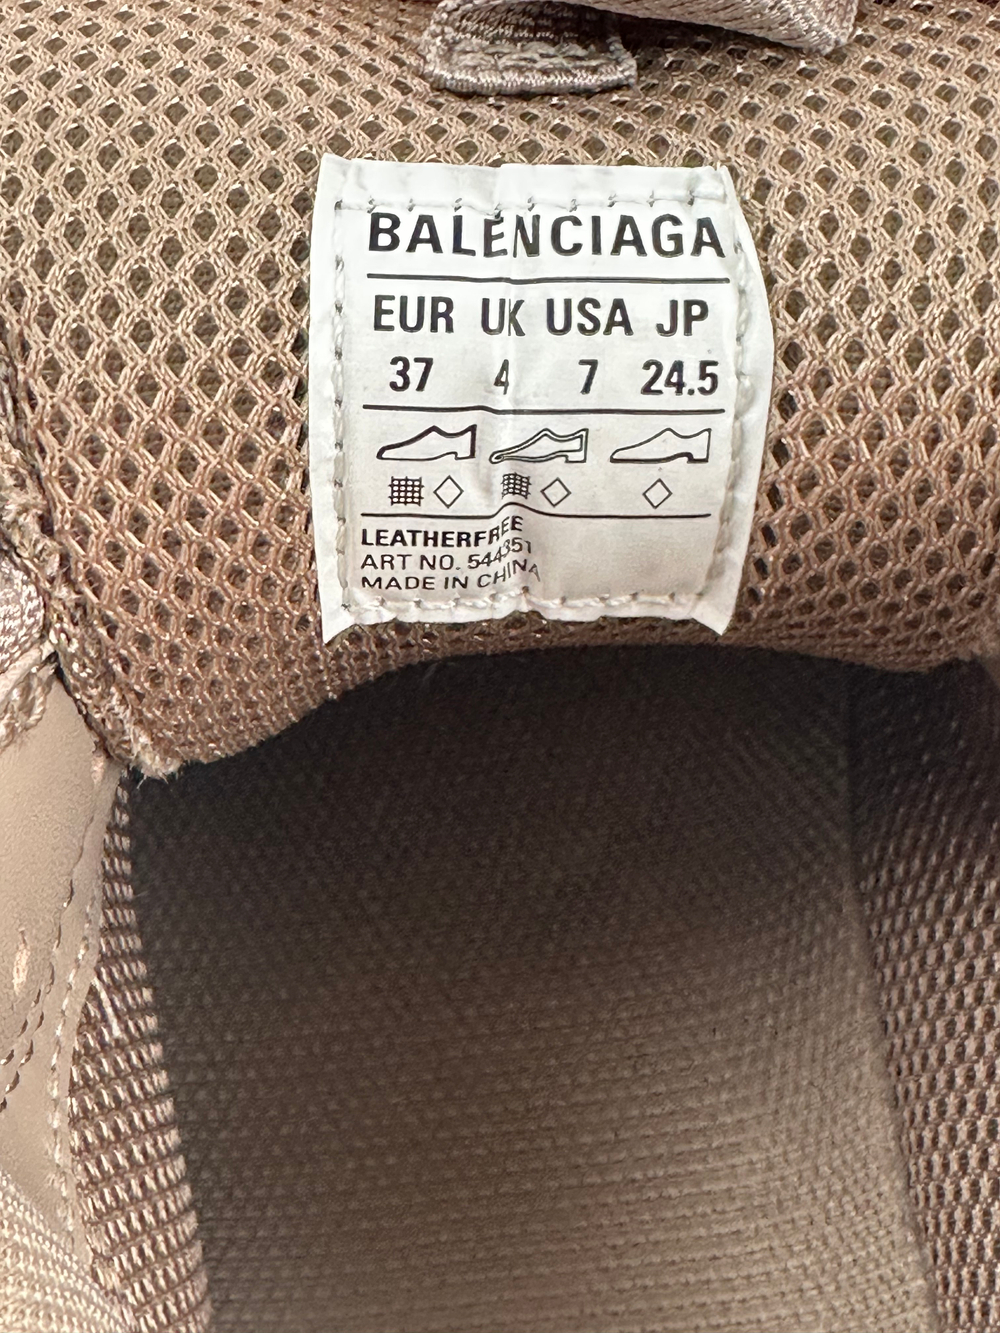 BALENCIAGA
EUR UK USA JP
37 4 7 24.5
LEATHERFREE
ART NO. 544351
MADE IN CHINA